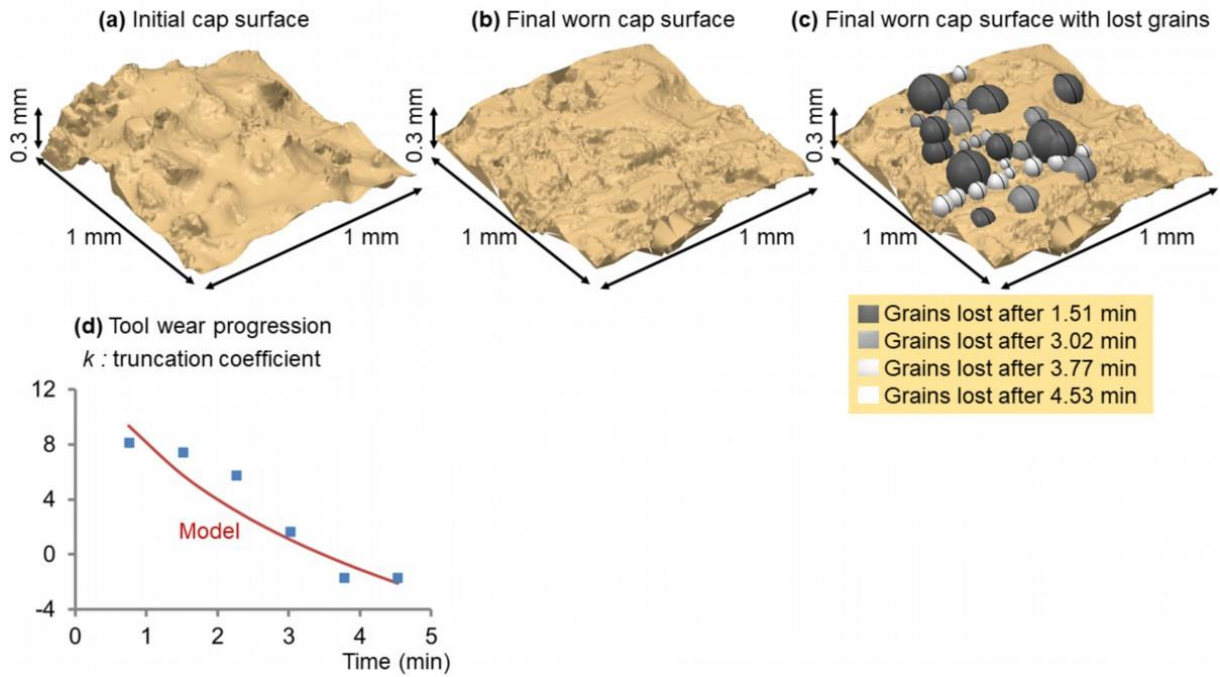 (a) Initial cap surface
(b) Final worn cap surface
(c) Final worn cap surface with lost grains
0.3 mm
1 mm
1 mm
0.3 mm
1 mm
1 mm
0.3 mm
1 mm
1 mm
Grains lost after 1.51 min
Grains lost after 3.02 min
Grains lost after 3.77 min
Grains lost after 4.53 min
(d) Tool wear progression
k : truncation coefficient
12
8
4
0
-4
Model
0 1 2 3 4 5
Time (min)